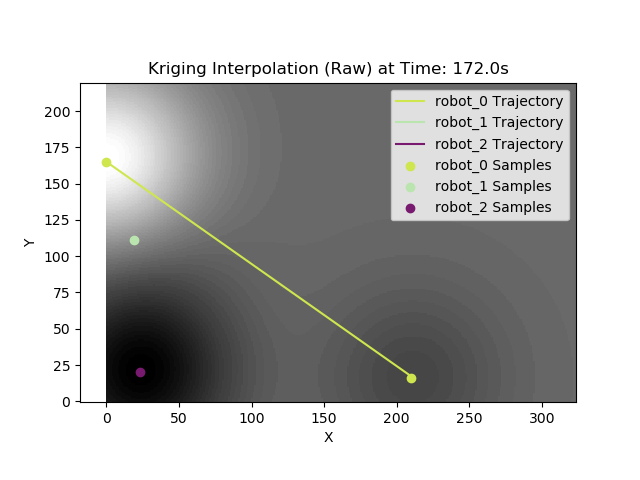 Kriging Interpolation (Raw) at Time: 172.0s
robot_0 Trajectory
robot_1 Trajectory
robot_2 Trajectory
robot_0 Samples
robot_1 Samples
robot_2 Samples
Y
200
175
150
125
100
75
50
25
0
0 50 100 150 200 250 300
X